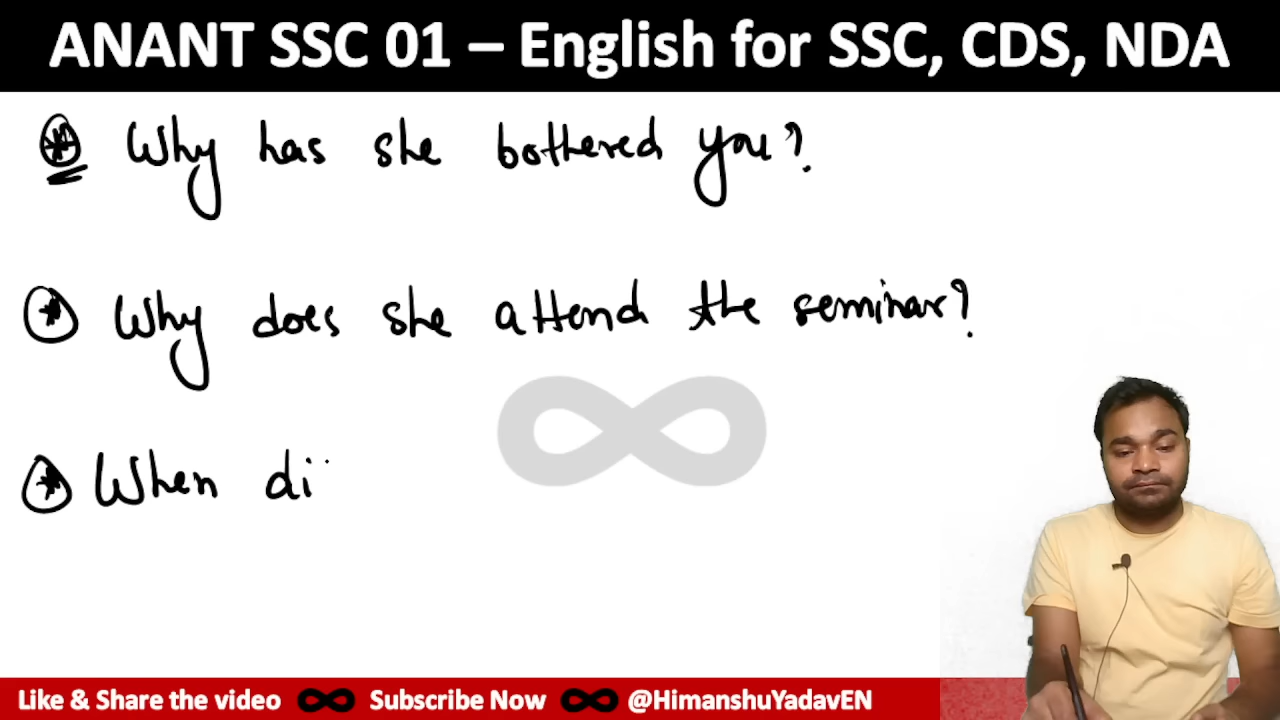 ANANT SSC 01 – English for SSC, CDS, NDA
Why has she bothered you?
Why does she attend the seminar?
When di
Like & Share the video Subscribe Now @HimanshuYadavEN